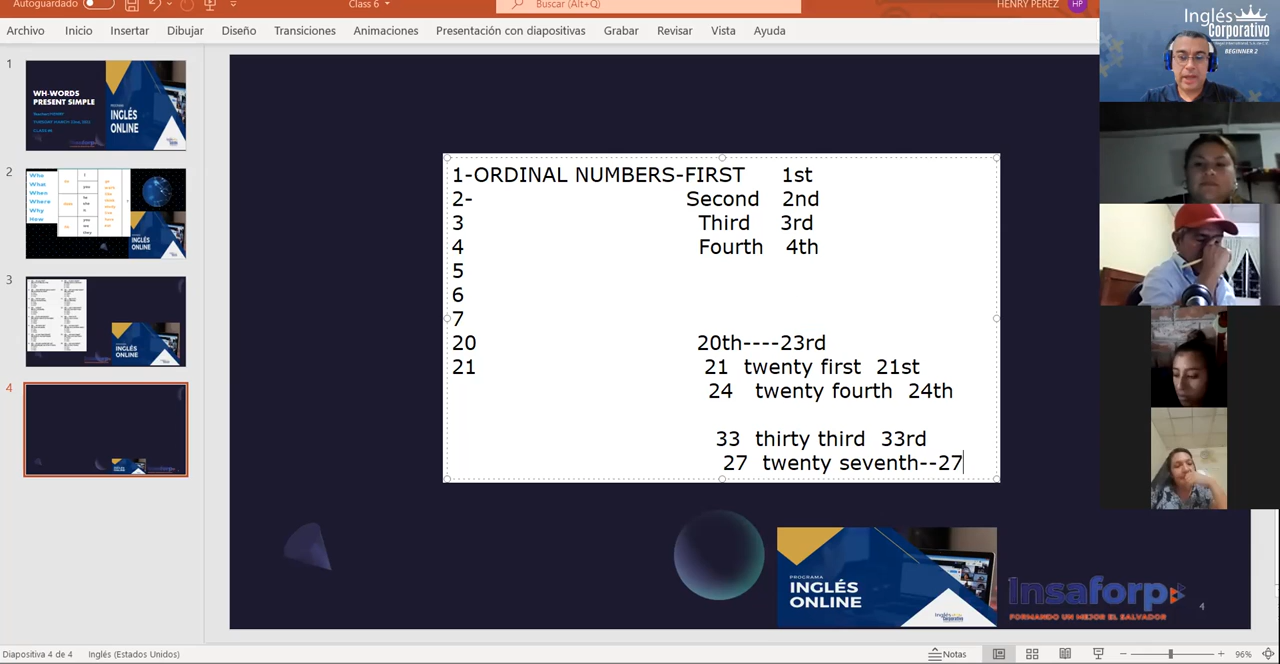 Autoguardado
Class 6
Buscar (Alt+Q)
HENRY PEREZ
HP
Archivo Inicio Insertar Dibujar Diseño Transiciones Animaciones Presentación con diapositivas Grabar Revisar Vista Ayuda
Inglés
Corporativo
BEGINNER 2
1
WH-WORDS
PRESENT SIMPLE
PROGRAMA
INGLÉS
ONLINE
2
Who
What
When
Where
Why
How
INGLÉS
ONLINE
3
INGLÉS
ONLINE
4
1-ORDINAL NUMBERS-FIRST 1st
2- Second 2nd
3 Third 3rd
4 Fourth 4th
5
6
7
20 20th----23rd
21 21 twenty first 21st
24 twenty fourth 24th
33 thirty third 33rd
27 twenty seventh--27
PROGRAMA
INGLÉS
ONLINE
Insaforp
FORMANDO UN MEJOR EL SALVADOR
4
Diapositiva 4 de 4 Inglés (Estados Unidos) Notas 96%